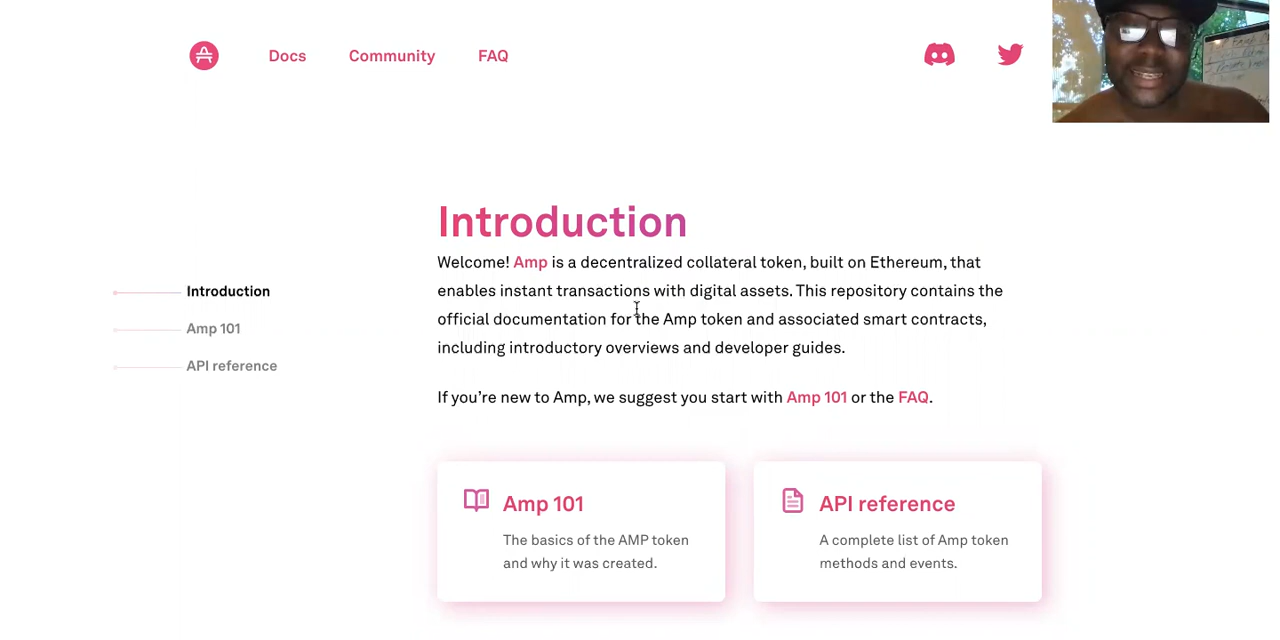 Docs
Community
FAQ
Introduction
Welcome! Amp is a decentralized collateral token, built on Ethereum, that
enables instant transactions with digital assets. This repository contains the
official documentation for the Amp token and associated smart contracts,
including introductory overviews and developer guides.
If you're new to Amp, we suggest you start with Amp 101 or the FAQ.
Introduction
Amp 101
API reference
Amp 101
The basics of the AMP token
and why it was created.
API reference
A complete list of Amp token
methods and events.